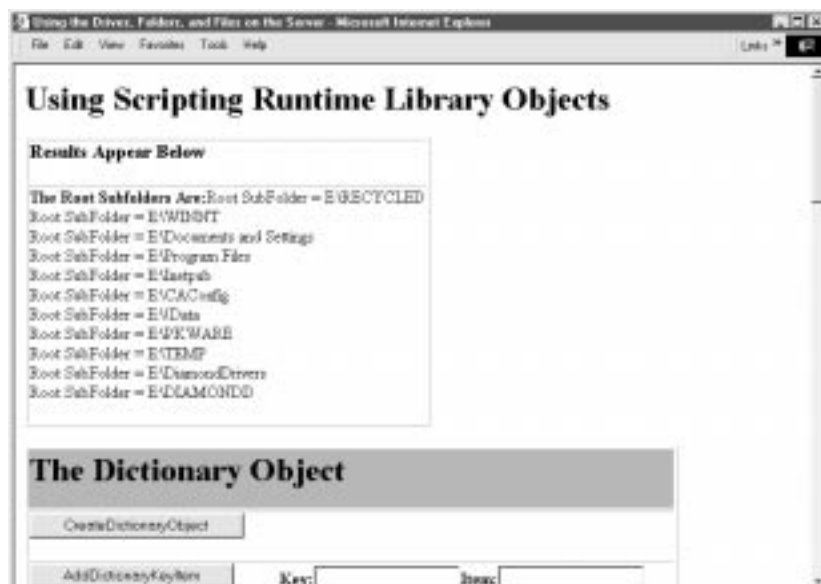 Using the Drives, Folders, and Files on the Server - Microsoft Internet Explorer
File Edit View Favorites Tools Help
Links »
Using Scripting Runtime Library Objects
Results Appear Below
The Root Subfolders Are:Root SubFolder = E:\RECYCLED
Root SubFolder = E:\WINNT
Root SubFolder = E:\Documents and Settings
Root SubFolder = E:\Program Files
Root SubFolder = E:\Inetpub
Root SubFolder = E:\CAConfig
Root SubFolder =
Root SubFolder = E:\PKWARE
Root SubFolder = E:\TEMP
Root SubFolder = E:\DiamondDrivers
Root SubFolder = E:\DIAMONDD
The Dictionary Object
CreateDictionaryObject
AddDictionaryKeyItem Key: Item: